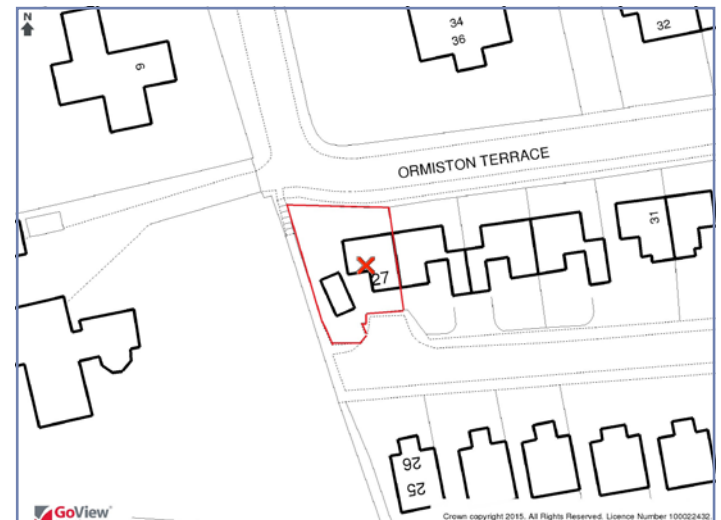 N
34
36
32
9
ORMISTON TERRACE
31
27
26
25
GoView
Crown copyright 2015. All Rights Reserved. Licence Number 100022432.